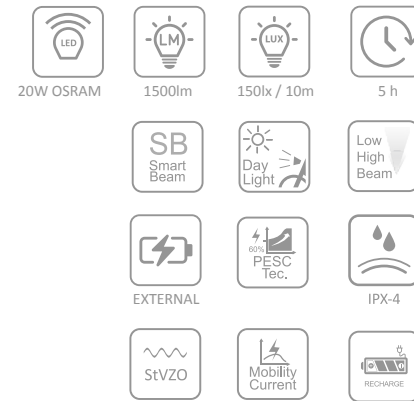 LED
LM
LUX
20W OSRAM
1500lm
150lx / 10m
5 h
SB
Smart
Beam
Day
Light
Low
High
Beam
EXTERNAL
60%
PESC
Tec.
IPX-4
StVZO
Mobility
Current
RECHARGE